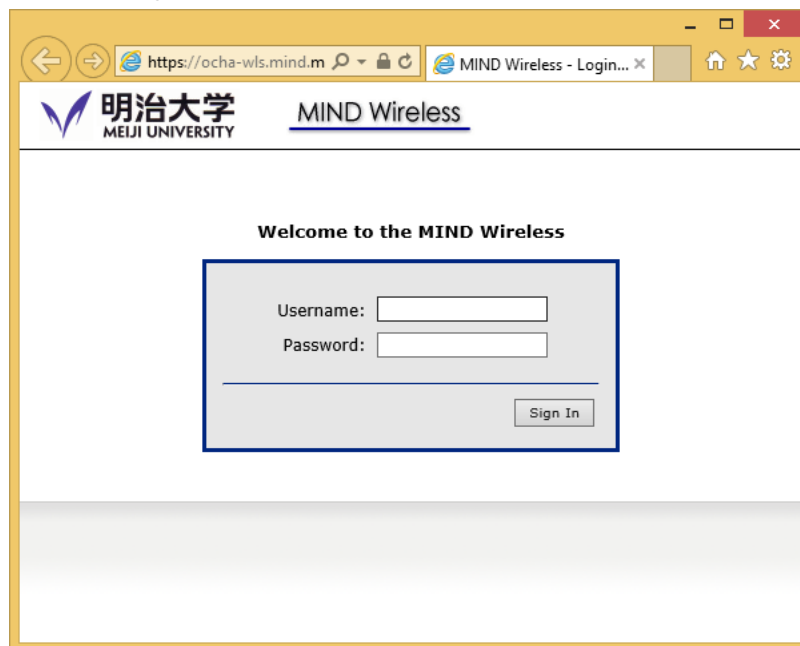 https://ocha-wls.mind.m
MIND Wireless - Login...
明治大学
MEIJI UNIVERSITY
MIND Wireless
Welcome to the MIND Wireless
Username:
Password:
Sign In